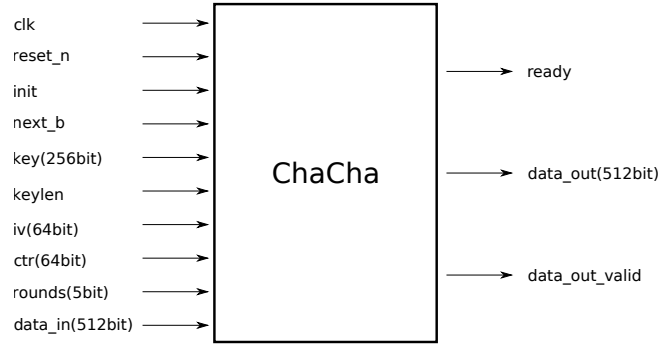 clk
reset_n
init
next_b
key(256bit)
keylen
iv(64bit)
ctr(64bit)
rounds(5bit)
data_in(512bit)
ChaCha
ready
data_out(512bit)
data_out_valid